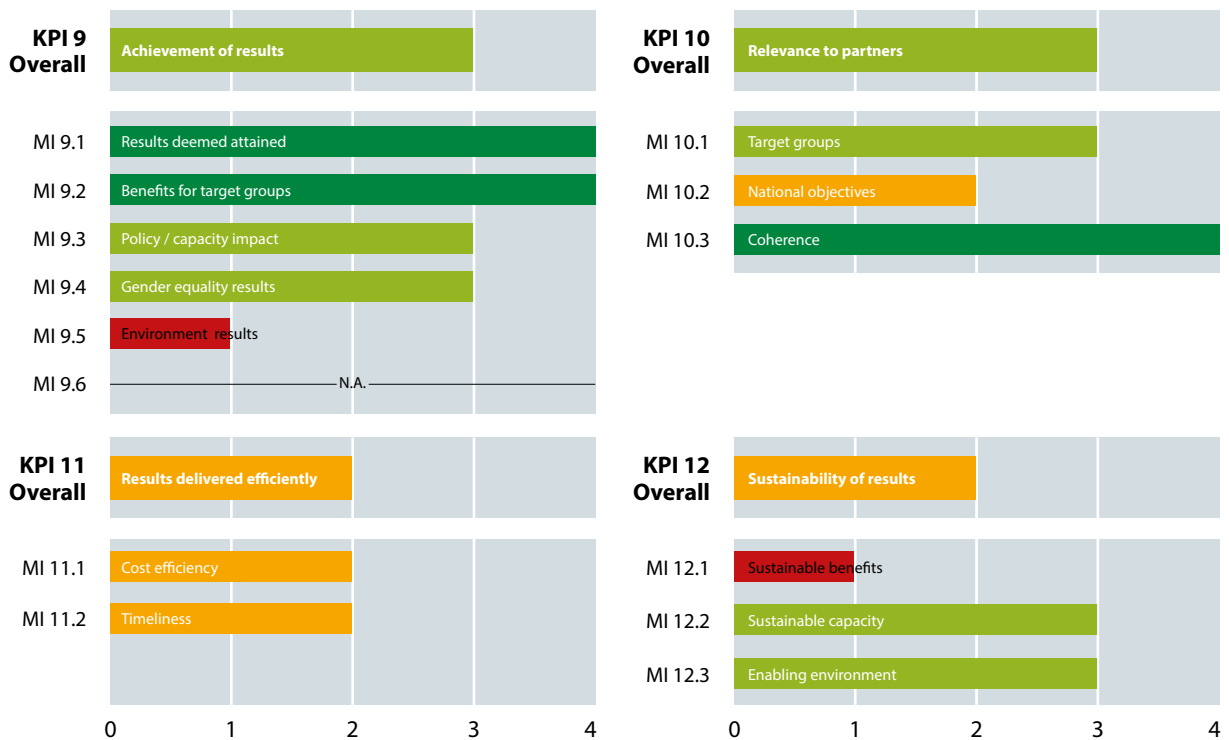 KPI 9
Overall
Achievement of results
MI 9.1 Results deemed attained
MI 9.2 Benefits for target groups
MI 9.3 Policy / capacity impact
MI 9.4 Gender equality results
MI 9.5 Environment results
MI 9.6 N.A.
KPI 10
Overall
Relevance to partners
MI 10.1 Target groups
MI 10.2 National objectives
MI 10.3 Coherence
KPI 11
Overall
Results delivered efficiently
MI 11.1 Cost efficiency
MI 11.2 Timeliness
0 1 2 3 4
KPI 12
Overall
Sustainability of results
MI 12.1 Sustainable benefits
MI 12.2 Sustainable capacity
MI 12.3 Enabling environment
0 1 2 3 4